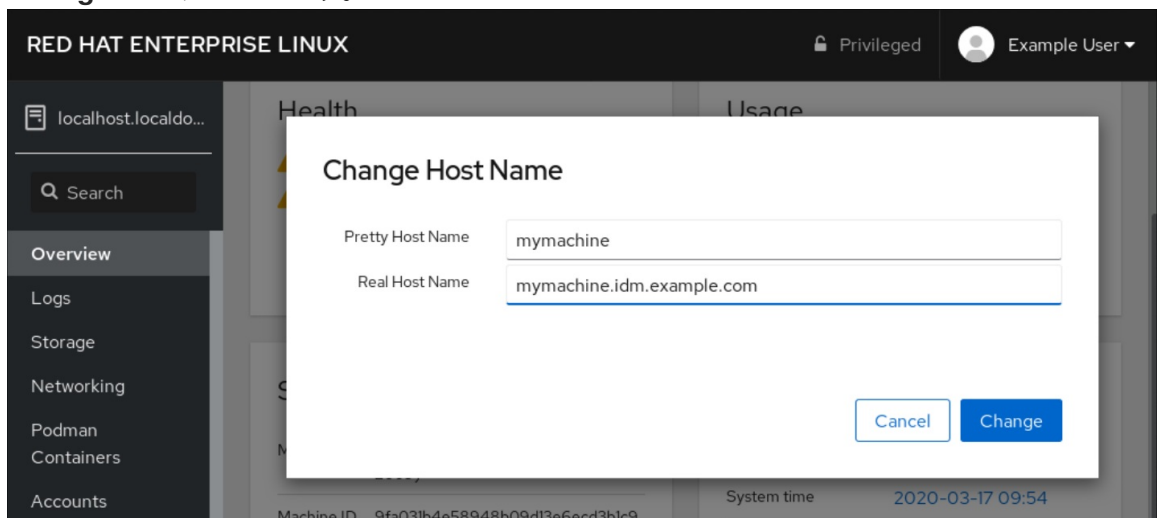 RED HAT ENTERPRISE LINUX
Privileged
Example User
localhost.localdo...
Search
Overview
Logs
Storage
Networking
Podman
Containers
Accounts
Health
Usage
Change Host Name
Pretty Host Name
mymachine
Real Host Name
mymachine.idm.example.com
Cancel
Change
Machine ID
System time
2020-03-17 09:54